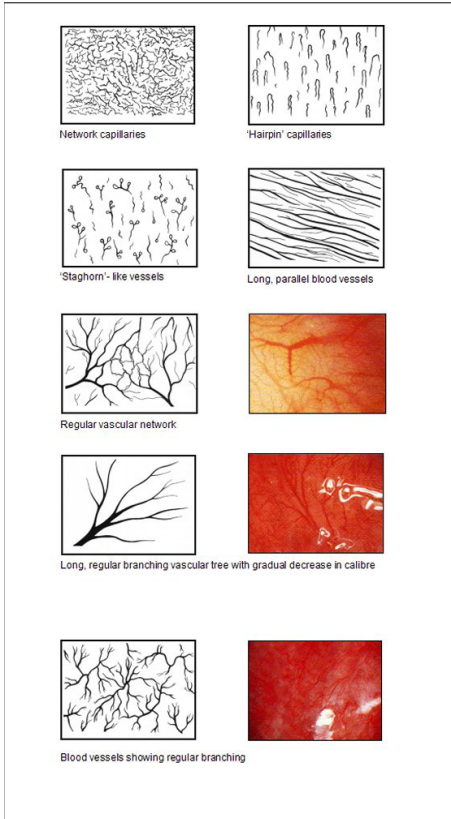 Network capillaries
'Hairpin' capillaries
'Staghorn'- like vessels
Long, parallel blood vessels
Regular vascular network
Long, regular branching vascular tree with gradual decrease in calibre
Blood vessels showing regular branching